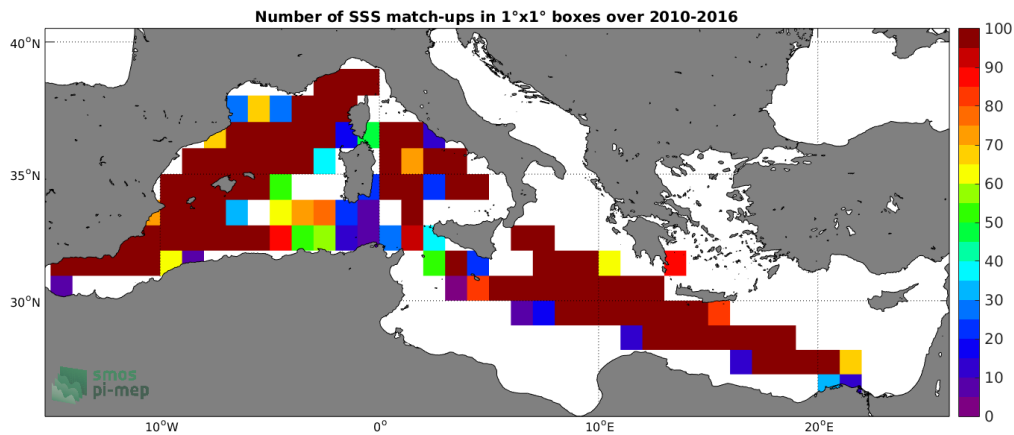 Number of SSS match-ups in 1°x1° boxes over 2010-2016
40°N
35°N
30°N
10°W
0°
10°E
20°E
100
90
80
70
60
50
40
30
20
10
0
smos
pi-mep